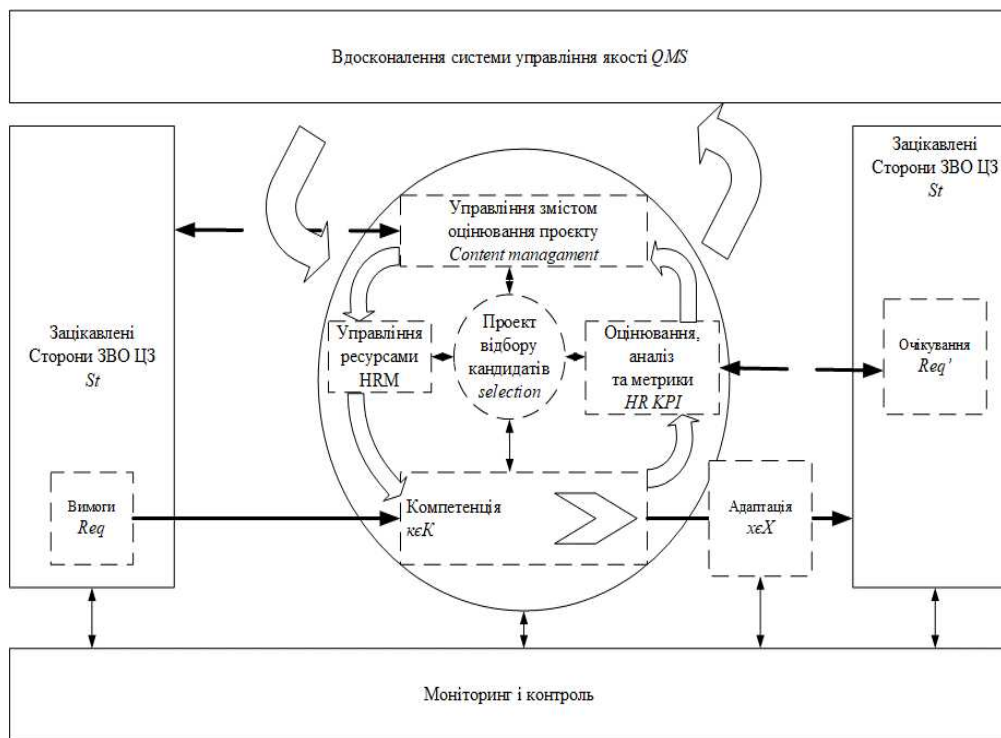 Вдосконалення системи управління якості QMS
Зацікавлені
Сторони ЗВО ЦЗ
St
Вимоги
Req
Управління змістом
оцінювання проєкту
Content managament
Управління
ресурсами
HRM
Проект
відбору
кандидатів
selection
Оцінювання,
аналіз
та метрики
HR KPI
Компетенція
кєК
Адаптація
хєХ
Зацікавлені
Сторони ЗВО ЦЗ
St
Очікування
Req’
Моніторинг і контроль